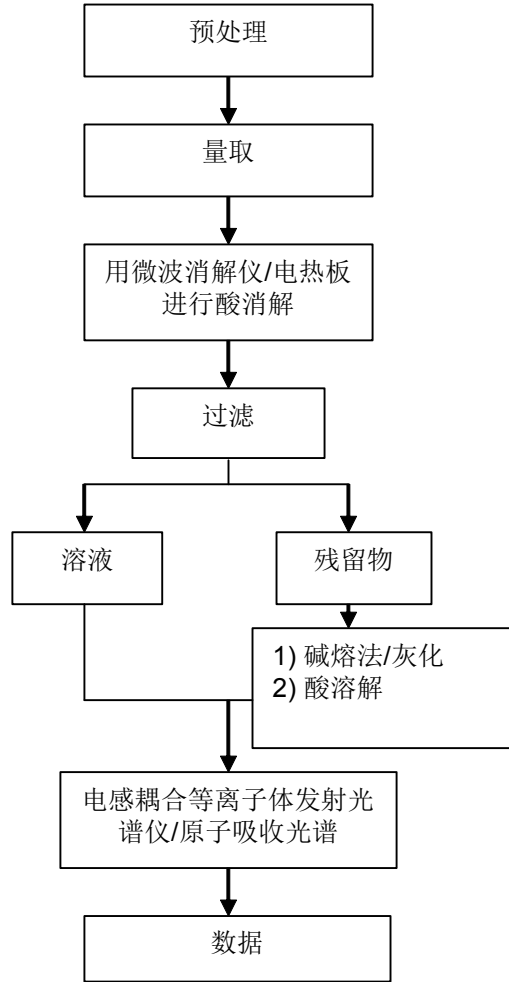 预处理
量取
用微波消解仪/电热板
进行酸消解
过滤
溶液
残留物
1) 碱熔法/灰化
2) 酸溶解
电感耦合等离子体发射光
谱仪/原子吸收光谱
数据